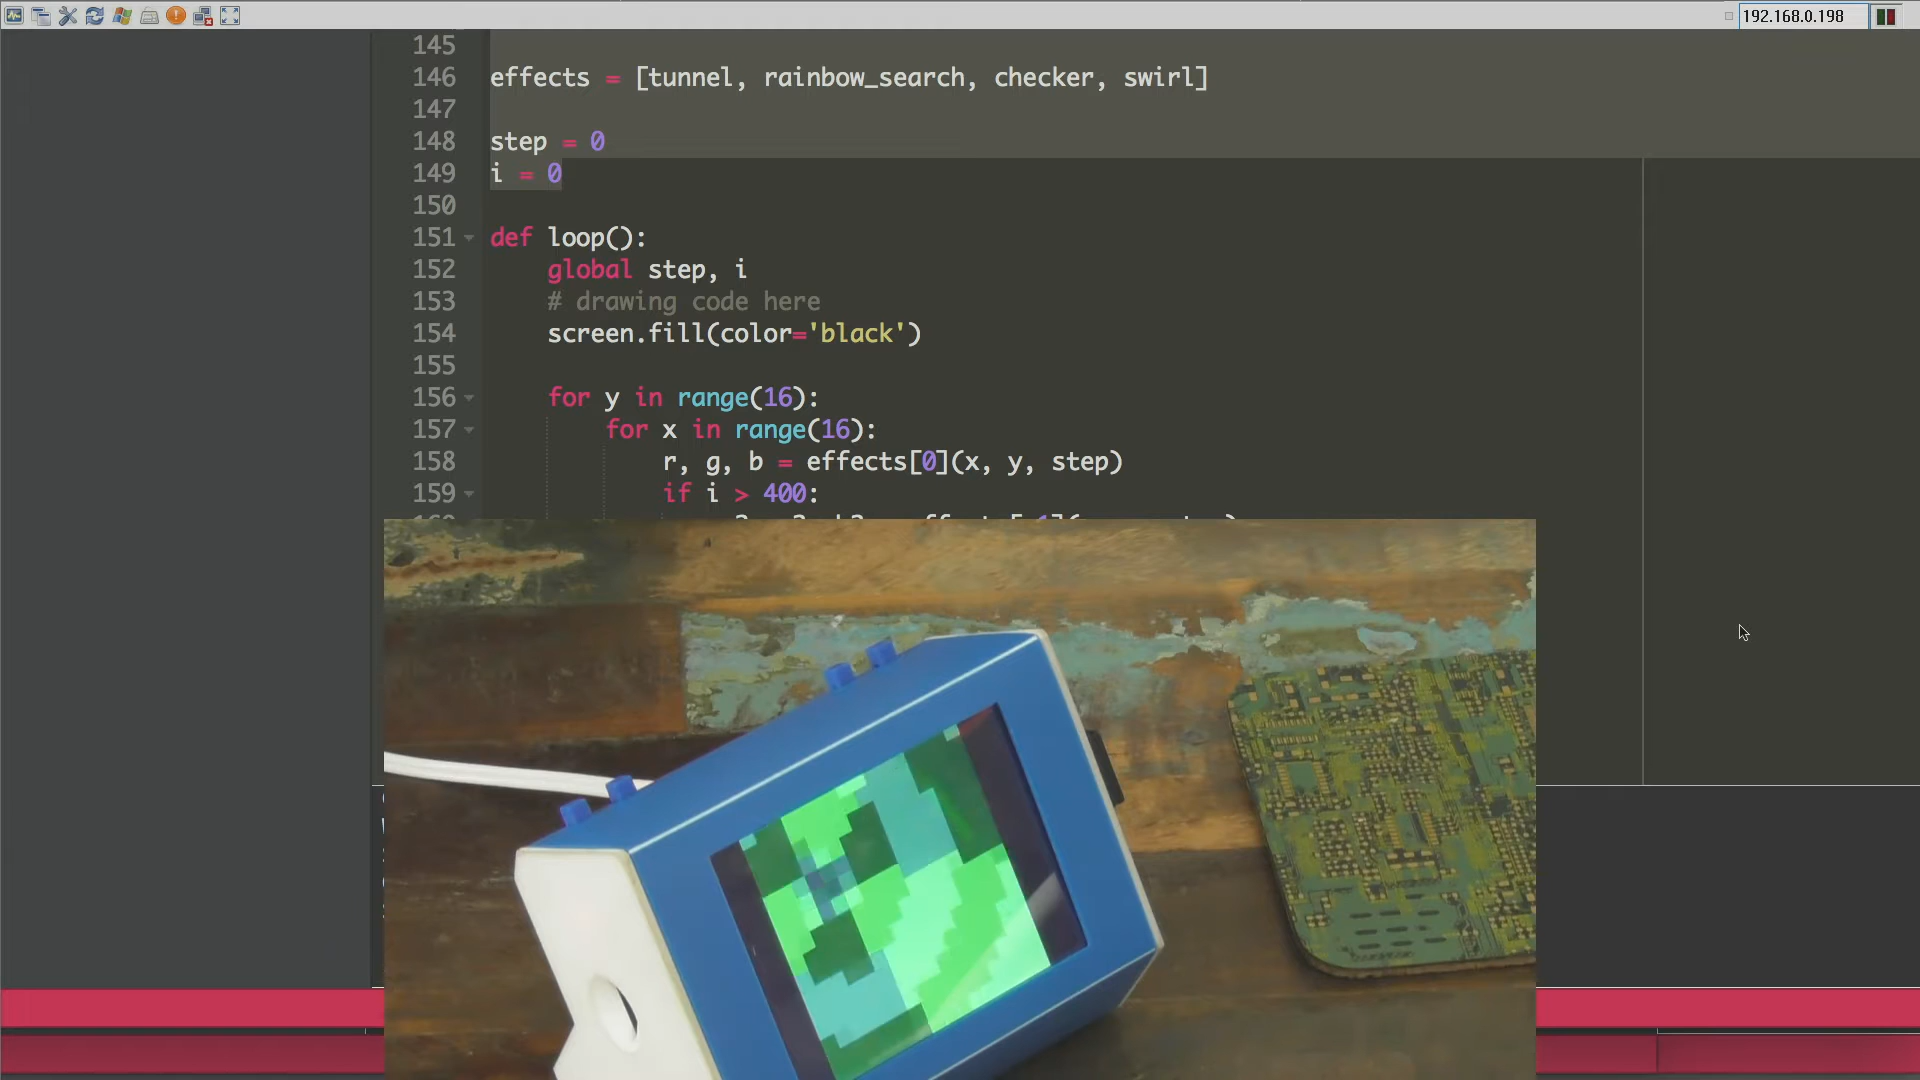 192.168.0.198
145
146 effects = [tunnel, rainbow_search, checker, swirl]
147
148 step = 0
149 i = 0
150
151 def loop():
152 global step, i
153 # drawing code here
154 screen.fill(color='black')
155
156 for y in range(16):
157 for x in range(16):
158 r, g, b = effects[0](x, y, step)
159 if i > 400: